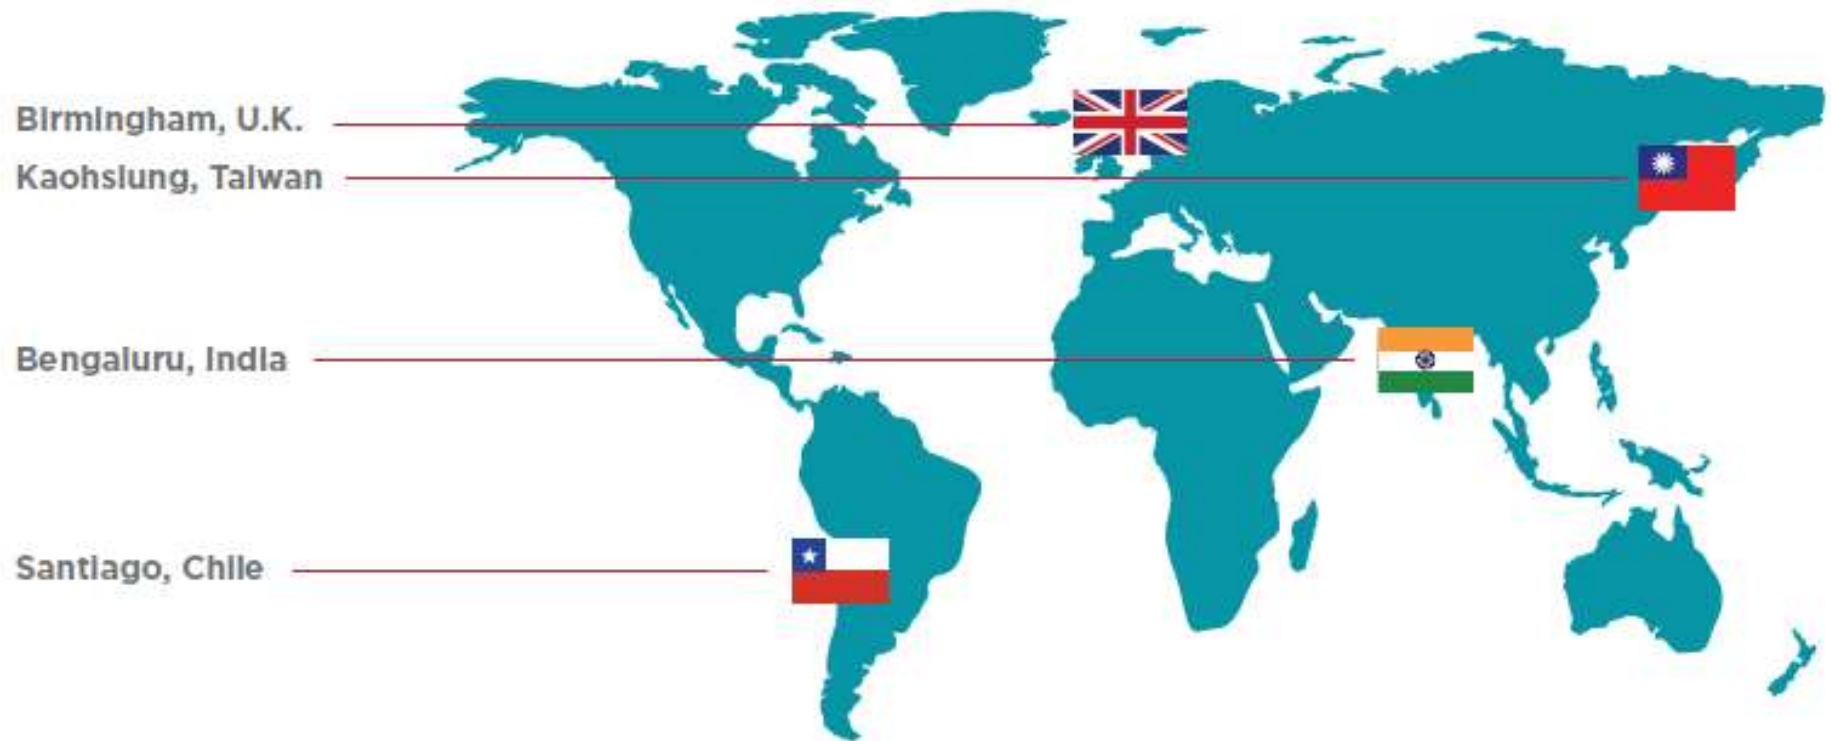 Birmingham, U.K.
Kaohsiung, Taiwan
Bengaluru, India
Santiago, Chile